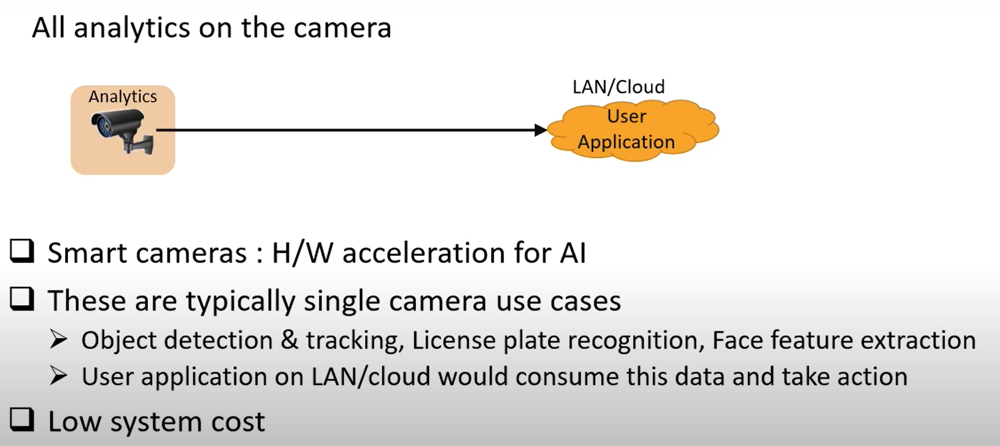 All analytics on the camera
Analytics
LAN/Cloud
User
Application
Smart cameras : H/W acceleration for AI
These are typically single camera use cases
Object detection & tracking, License plate recognition, Face feature extraction
User application on LAN/cloud would consume this data and take action
Low system cost